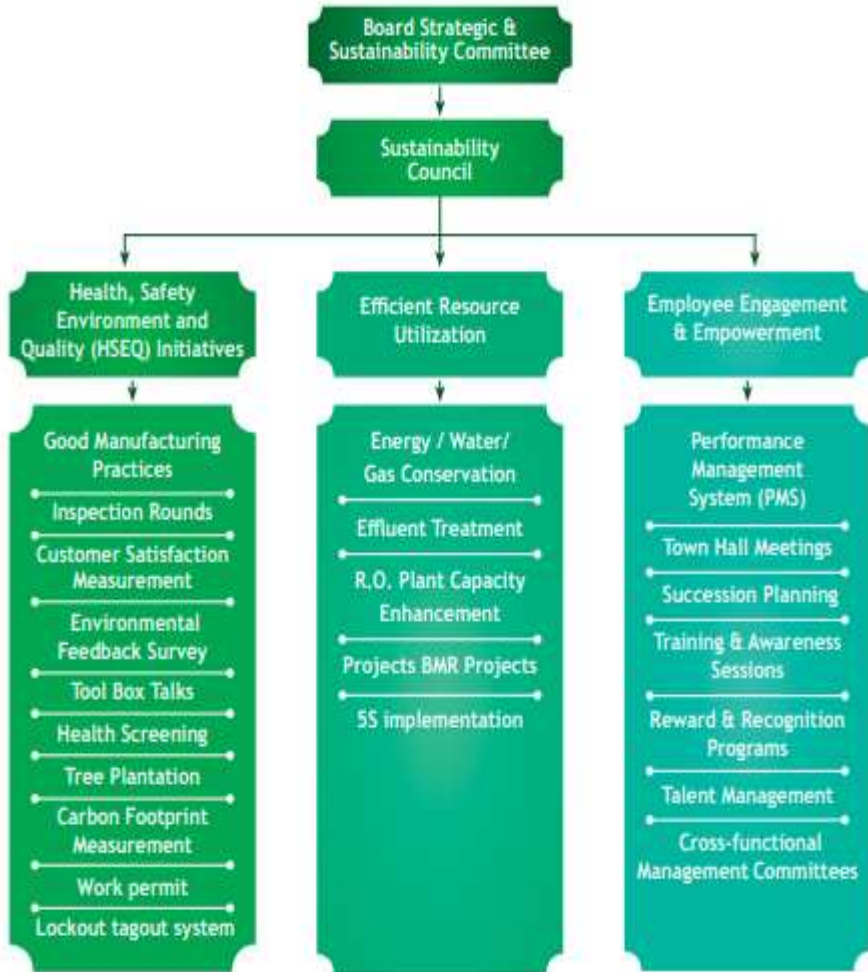 Board Strategic &
Sustainability Committee
Sustainability
Council
Health, Safety
Environment and
Quality (HSEQ) Initiatives
Good Manufacturing
Practices
Inspection Rounds
Customer Satisfaction
Measurement
Environmental
Feedback Survey
Tool Box Talks
Health Screening
Tree Plantation
Carbon Footprint
Measurement
Work permit
Lockout tagout system
Efficient Resource
Utilization
Energy / Water/
Gas Conservation
Effluent Treatment
R.O. Plant Capacity
Enhancement
Projects BMR Projects
5S implementation
Employee Engagement
& Empowerment
Performance
Management
System (PMS)
Town Hall Meetings
Succession Planning
Training & Awareness
Sessions
Reward & Recognition
Programs
Talent Management
Cross-functional
Management Committees